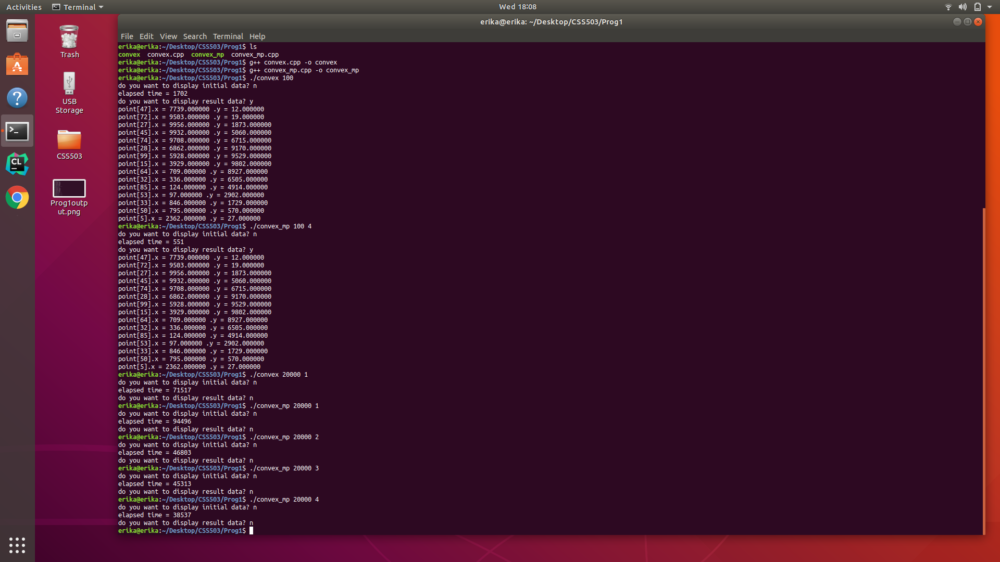 Activities Terminal Wed 18:08
erika@erika: ~/Desktop/CSS503/Prog1
File Edit View Search Terminal Help
Trash
USB
Storage
CSS503
Prog1outp
ut.png
CL
erika@erika:~/Desktop/CSS503/Prog1$ ls
convex convex.cpp convex_mp convex_mp.cpp
erika@erika:~/Desktop/CSS503/Prog1$ g++ convex.cpp -o convex
erika@erika:~/Desktop/CSS503/Prog1$ g++ convex_mp.cpp -o convex_mp
erika@erika:~/Desktop/CSS503/Prog1$ ./convex 100
do you want to display initial data? n
elapsed time = 1702
do you want to display result data? y
point[47].x = 7739.000000 .y = 12.000000
point[72].x = 9503.000000 .y = 19.000000
point[27].x = 9956.000000 .y = 1873.000000
point[45].x = 9932.000000 .y = 5060.000000
point[74].x = 9708.000000 .y = 6715.000000
point[28].x = 6862.000000 .y = 9170.000000
point[99].x = 5928.000000 .y = 9529.000000
point[15].x = 3929.000000 .y = 9802.000000
point[64].x = 709.000000 .y = 8927.000000
point[32].x = 336.000000 .y = 6505.000000
point[85].x = 124.000000 .y = 4914.000000
point[53].x = 97.000000 .y = 2902.000000
point[33].x = 846.000000 .y = 1729.000000
point[50].x = 795.000000 .y = 570.000000
point[5].x = 2362.000000 .y = 27.000000
erika@erika:~/Desktop/CSS503/Prog1$ ./convex_mp 100 4
do you want to display initial data? n
elapsed time = 551
do you want to display result data? y
point[47].x = 7739.000000 .y = 12.000000
point[72].x = 9503.000000 .y = 19.000000
point[27].x = 9956.000000 .y = 1873.000000
point[45].x = 9932.000000 .y = 5060.000000
point[74].x = 9708.000000 .y = 6715.000000
point[28].x = 6862.000000 .y = 9170.000000
point[99].x = 5928.000000 .y = 9529.000000
point[15].x = 3929.000000 .y = 9802.000000
point[64].x = 709.000000 .y = 8927.000000
point[32].x = 336.000000 .y = 6505.000000
point[85].x = 124.000000 .y = 4914.000000
point[53].x = 97.000000 .y = 2902.000000
point[33].x = 846.000000 .y = 1729.000000
point[50].x = 795.000000 .y = 570.000000
point[5].x = 2362.000000 .y = 27.000000
erika@erika:~/Desktop/CSS503/Prog1$ ./convex 20000 1
do you want to display initial data? n
elapsed time = 71517
do you want to display result data? n
erika@erika:~/Desktop/CSS503/Prog1$ ./convex_mp 20000 1
do you want to display initial data? n
elapsed time = 94496
do you want to display result data? n
erika@erika:~/Desktop/CSS503/Prog1$ ./convex_mp 20000 2
do you want to display initial data? n
elapsed time = 46803
do you want to display result data? n
erika@erika:~/Desktop/CSS503/Prog1$ ./convex_mp 20000 3
do you want to display initial data? n
elapsed time = 45313
do you want to display result data? n
erika@erika:~/Desktop/CSS503/Prog1$ ./convex_mp 20000 4
do you want to display initial data? n
elapsed time = 38537
do you want to display result data? n
erika@erika:~/Desktop/CSS503/Prog1$